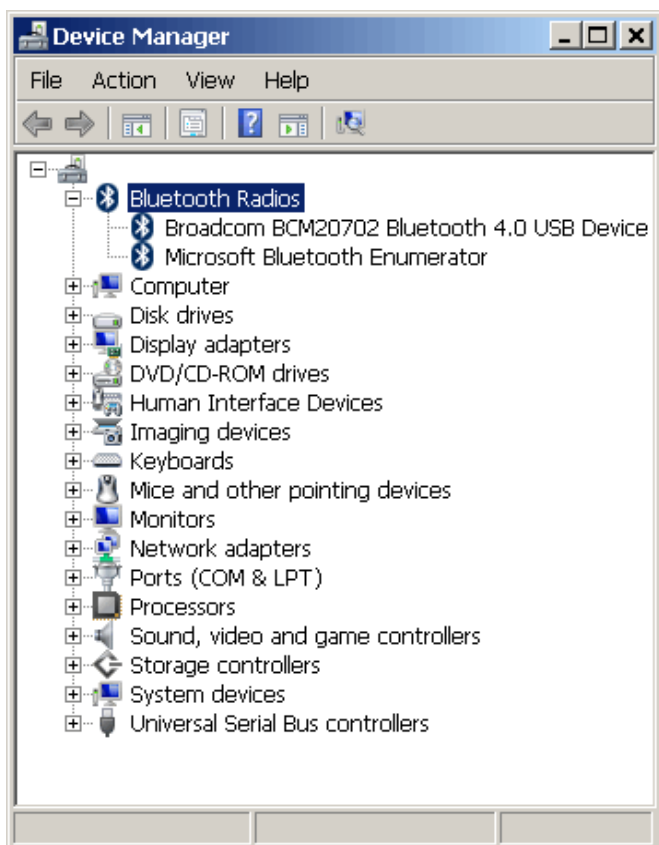 Device Manager
File Action View Help
Bluetooth Radios
Broadcom BCM20702 Bluetooth 4.0 USB Device
Microsoft Bluetooth Enumerator
Computer
Disk drives
Display adapters
DVD/CD-ROM drives
Human Interface Devices
Imaging devices
Keyboards
Mice and other pointing devices
Monitors
Network adapters
Ports (COM & LPT)
Processors
Sound, video and game controllers
Storage controllers
System devices
Universal Serial Bus controllers